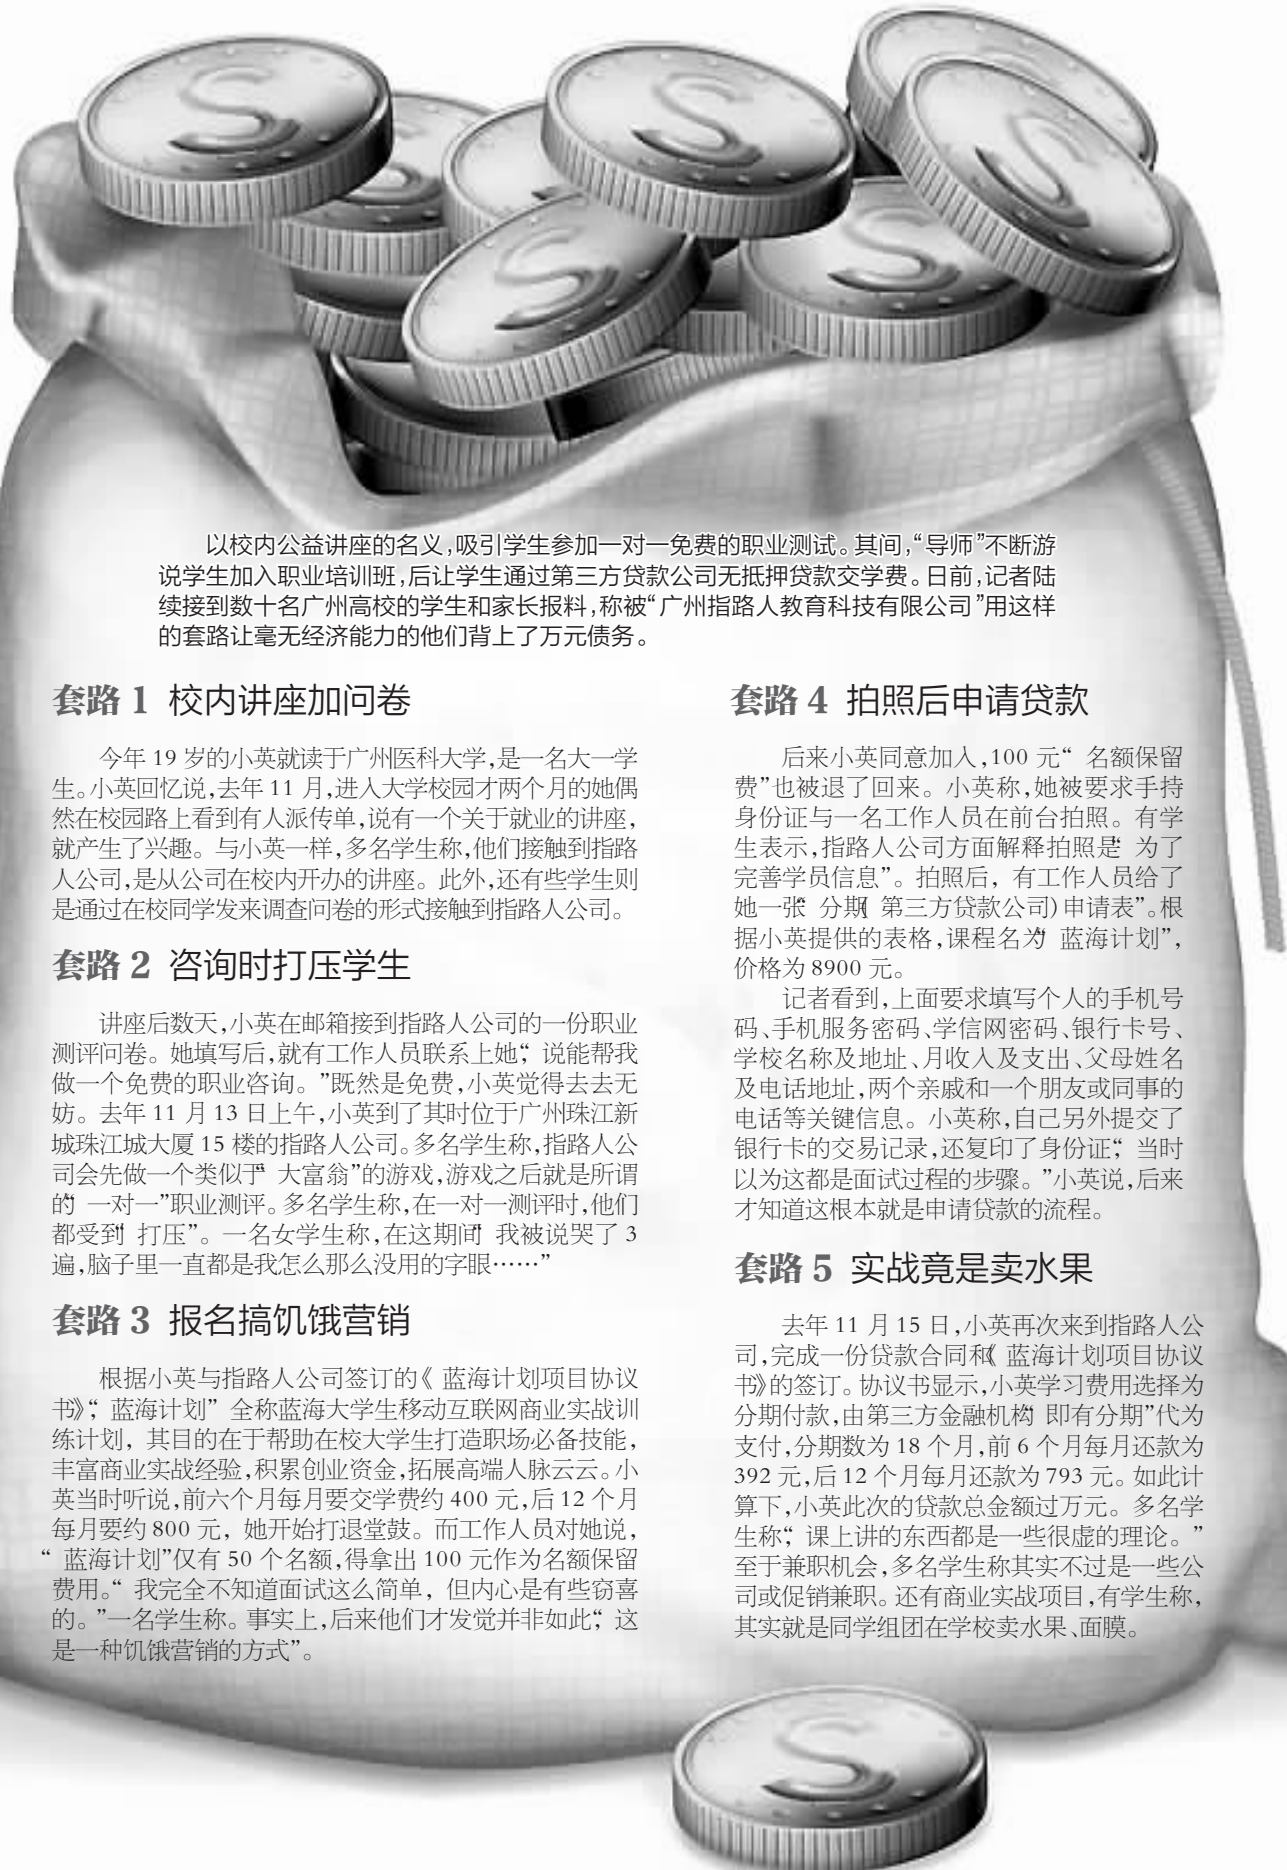 以校内公益讲座的名义,吸引学生参加一对一免费的职业测试。其间,“导师”不断游
说学生加入职业培训班,后让学生通过第三方贷款公司无抵押贷款交学费。日前,记者陆
续接到数十名广州高校的学生和家长报料,称被“广州指路人教育科技有限公司”用这样
的套路让毫无经济能力的他们背上了万元债务。
套路 1 校内讲座加问卷
今年 19 岁的小英就读于广州医科大学,是一名大一学
生。小英回忆说,去年 11 月,进入大学校园才两个月的她偶
然在校园路上看到有人派传单,说有一个关于就业的讲座,
就产生了兴趣。与小英一样,多名学生称,他们接触到指路
人公司,是从公司在校内开办的讲座。此外,还有些学生则
是通过在校同学发来调查问卷的形式接触到指路人公司。
套路 2 咨询时打压学生
讲座后数天,小英在邮箱接到指路人公司的一份职业
测评问卷。她填写后,就有工作人员联系上她,“说能帮我
做一个免费的职业咨询。”既然是免费,小英觉得去去无
妨。去年 11 月 13 日上午,小英到了其时位于广州珠江新
城珠江城大厦 15 楼的指路人公司。多名学生称,指路人公
司会先做一个类似于“大富翁”的游戏,游戏之后就是所谓
的“一对一”职业测评。多名学生称,在一对一测评时,他们
都受到“打压”。一名女学生称,在这期间“我被说哭了 3
遍,脑子里一直都是我怎么那么没用的字眼……”
套路 3 报名搞饥饿营销
根据小英与指路人公司签订的《蓝海计划项目协议
书》,“蓝海计划”全称蓝海大学生移动互联网商业实战训
练计划,其目的在于帮助在校大学生打造职场必备技能,
丰富商业实战经验,积累创业资金,拓展高端人脉云云。小
英当时听说,前六个月每月要交学费约 400 元,后 12 个月
每月要约 800 元,她开始打退堂鼓。而工作人员对她说,
“蓝海计划”仅有 50 个名额,得拿出 100 元作为名额保留
费用。“我完全不知道面试这么简单,但内心是有些窃喜
的。”一名学生称。事实上,后来他们才发觉并非如此,“这
是一种饥饿营销的方式”。
套路 4 拍照后申请贷款
后来小英同意加入,100 元“名额保留
费”也被退了回来。小英称,她被要求手持
身份证与一名工作人员在前台拍照。有学
生表示,指路人公司方面解释拍照是“为了
完善学员信息”。拍照后,有工作人员给了
她一张“分期(第三方贷款公司)申请表”。根
据小英提供的表格,课程名为“蓝海计划”,
价格为 8900 元。
记者看到,上面要求填写个人的手机号
码、手机服务密码、学信网密码、银行卡号、
学校名称及地址、月收入及支出、父母姓名
及电话地址,两个亲戚和一个朋友或同事的
电话等关键信息。小英称,自己另外提交了
银行卡的交易记录,还复印了身份证,“当时
以为这都是面试过程的步骤。”小英说,后来
才知道这根本就是申请贷款的流程。
套路 5 实战竟是卖水果
去年 11 月 15 日,小英再次来到指路人公
司,完成一份贷款合同和《蓝海计划项目协议
书》的签订。协议书显示,小英学习费用选择为
分期付款,由第三方金融机构“即有分期”代为
支付,分期数为 18 个月,前 6 个月每月还款为
392 元,后 12 个月每月还款为 793 元。如此计
算下,小英此次的贷款总金额过万元。多名学
生称,“课上讲的东西都是一些很虚的理论。”
至于兼职机会,多名学生称其实不过是一些公
司或促销兼职。还有商业实战项目,有学生称,
其实就是同学组团在学校卖水果、面膜。